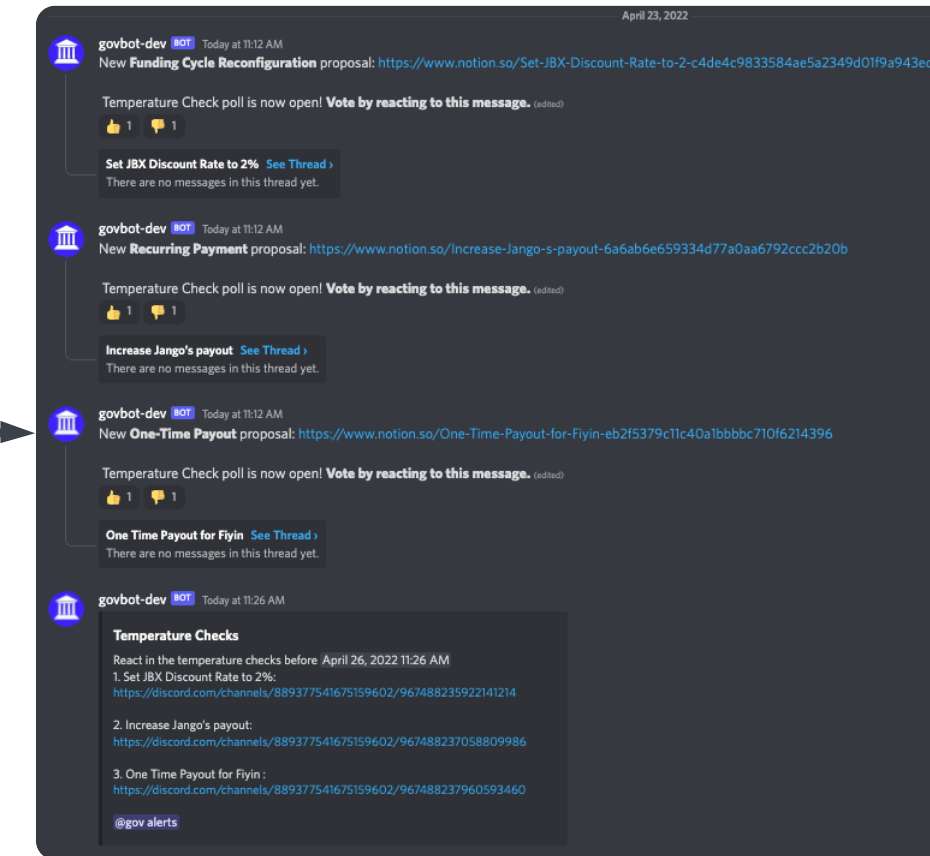 April 23, 2022
govbot-dev BOT Today at 11:12 AM
New Funding Cycle Reconfiguration proposal: https://www.notion.so/Set-JBX-Discount-Rate-to-2-c4de4c9833584ae5a2349d01f9a943ec
Temperature Check poll is now open! Vote by reacting to this message. (edited)
👍 1 👎 1
Set JBX Discount Rate to 2% See Thread ›
There are no messages in this thread yet.
govbot-dev BOT Today at 11:12 AM
New Recurring Payment proposal: https://www.notion.so/Increase-Jango-s-payout-6a6ab6e659334d77a0aa6792ccc2b20b
Temperature Check poll is now open! Vote by reacting to this message. (edited)
👍 1 👎 1
Increase Jango's payout See Thread ›
There are no messages in this thread yet.
govbot-dev BOT Today at 11:12 AM
New One-Time Payout proposal: https://www.notion.so/One-Time-Payout-for-Fiyin-eb2f5379c11c40a1bbbbc710f6214396
Temperature Check poll is now open! Vote by reacting to this message. (edited)
👍 1 👎 1
One Time Payout for Fiyin See Thread ›
There are no messages in this thread yet.
govbot-dev BOT Today at 11:26 AM
Temperature Checks
React in the temperature checks before April 26, 2022 11:26 AM
1. Set JBX Discount Rate to 2%:
https://discord.com/channels/889377541675159602/967488235922141214
2. Increase Jango's payout:
https://discord.com/channels/889377541675159602/967488237058809986
3. One Time Payout for Fiyin :
https://discord.com/channels/889377541675159602/967488237960593460
@gov alerts